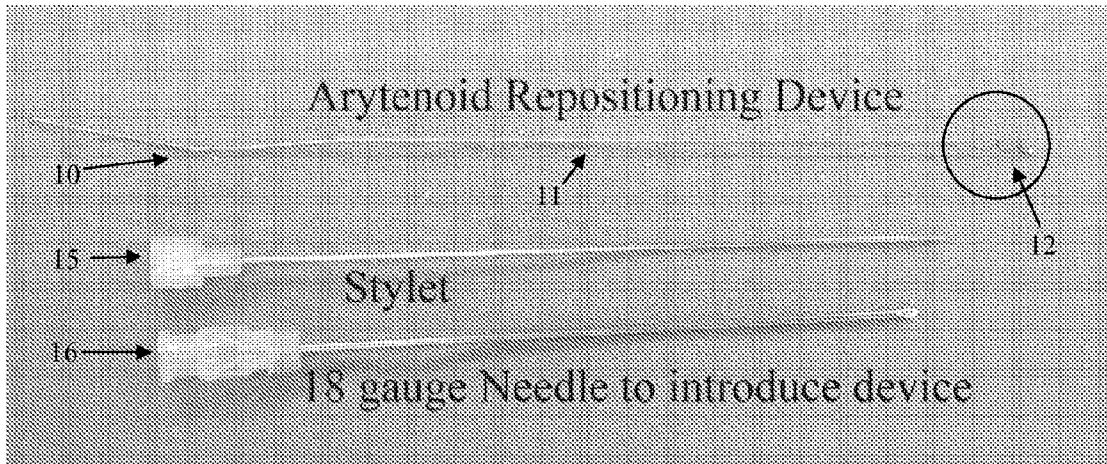 Arytenoid Repositioning Device
10
11
12
15
Stylet
16
18 gauge Needle to introduce device